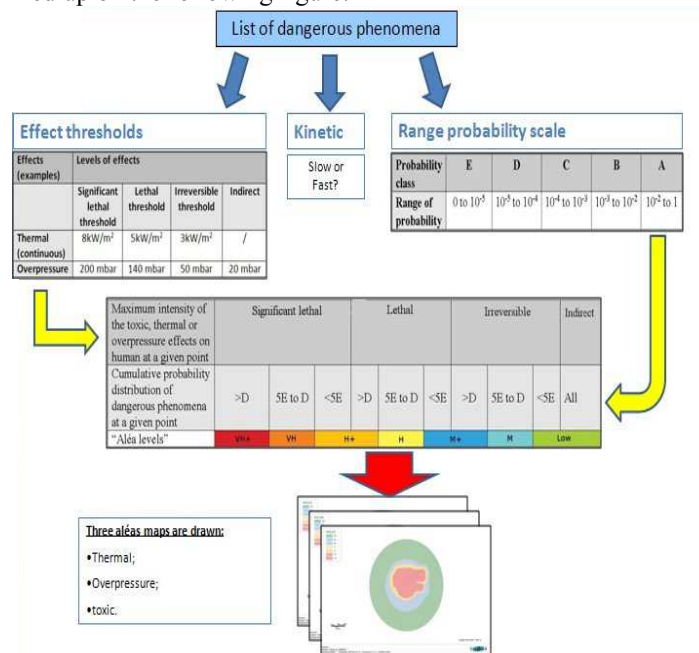 up on the following figure.
List of dangerous phenomena
Effect thresholds
Effects (examples) Levels of effects
Significant lethal threshold Lethal threshold Irreversible threshold Indirect
Thermal (continuous) 8kW/m² 5kW/m² 3kW/m² /
Overpressure 200 mbar 140 mbar 50 mbar 20 mbar
Kinetic
Slow or
Fast?
Range probability scale
Probability class E D C B A
Range of probability 0 to 10⁻⁵ 10⁻⁵ to 10⁻⁴ 10⁻⁴ to 10⁻³ 10⁻³ to 10⁻² 10⁻² to 1
Maximum intensity of
the toxic, thermal or
overpressure effects on
human at a given point
Significant lethal Lethal Irreversible Indirect
Cumulative probability
distribution of
dangerous phenomena
at a given point
>D 5E to D <5E >D 5E to D <5E >D 5E to D <5E All
"Aléa levels" VH+ VH H+ H M+ M Low
Three aléas maps are drawn:
•Thermal;
•Overpressure;
•toxic.